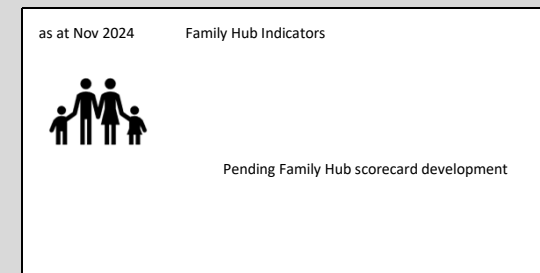 as at Nov 2024 Family Hub Indicators
Pending Family Hub scorecard development